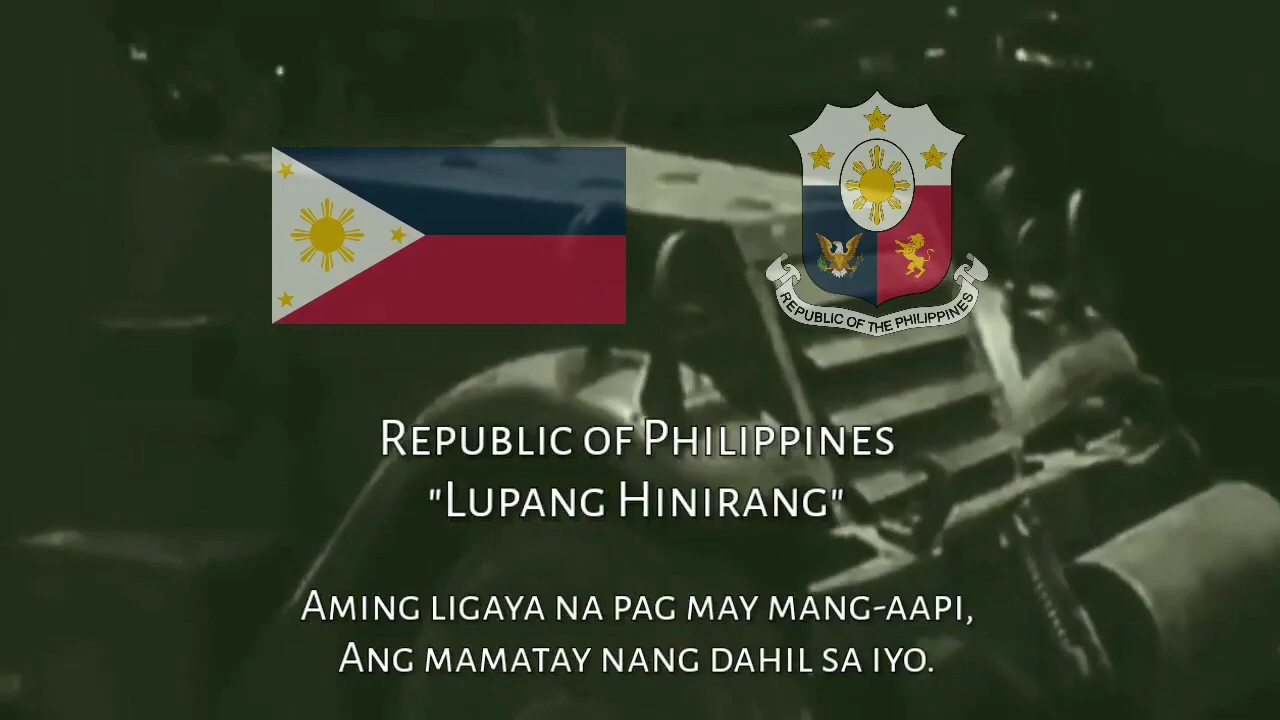 REPUBLIC OF THE PHILIPPINES
Republic of Philippines
"Lupang Hinirang"
Aming ligaya na pag may mang-aapi,
Ang mamatay nang dahil sa iyo.